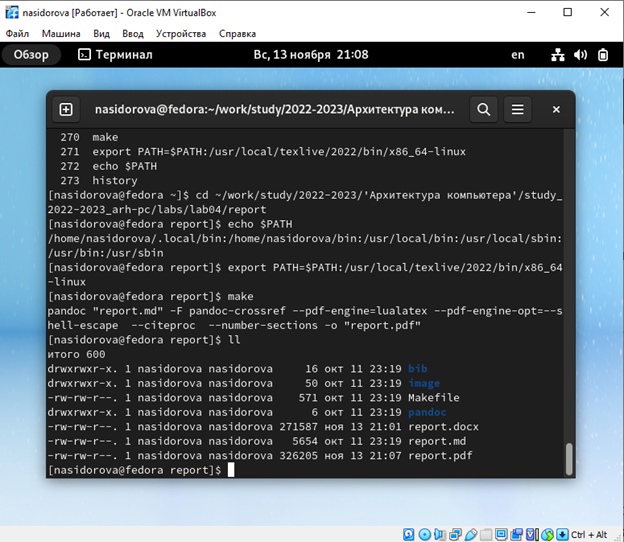 nasidorova [Работает] - Oracle VM VirtualBox
Файл Машина Вид Ввод Устройства Справка
Обзор Терминал Вс, 13 ноября 21:08 en
nasidorova@fedora:~/work/study/2022-2023/Архитектура ком...
270 make
271 export PATH=$PATH:/usr/local/texlive/2022/bin/x86_64-linux
272 echo $PATH
273 history
[nasidorova@fedora ~]$ cd ~/work/study/2022-2023/'Архитектура компьютера'/study_
2022-2023_arh-pc/labs/lab04/report
[nasidorova@fedora report]$ echo $PATH
/home/nasidorova/.local/bin:/home/nasidorova/bin:/usr/local/bin:/usr/local/sbin:
/usr/bin:/usr/sbin
[nasidorova@fedora report]$ export PATH=$PATH:/usr/local/texlive/2022/bin/x86_64
-linux
[nasidorova@fedora report]$ make
pandoc "report.md" -F pandoc-crossref --pdf-engine=lualatex --pdf-engine-opt=--s
hell-escape --citeproc --number-sections -o "report.pdf"
[nasidorova@fedora report]$ ll
итого 600
drwxrwxr-x. 1 nasidorova nasidorova 16 окт 11 23:19 bib
drwxrwxr-x. 1 nasidorova nasidorova 50 окт 11 23:19 image
-rw-rw-r--. 1 nasidorova nasidorova 571 окт 11 23:19 Makefile
drwxrwxr-x. 1 nasidorova nasidorova 6 окт 11 23:19 pandoc
-rw-rw-r--. 1 nasidorova nasidorova 271587 ноя 13 21:01 report.docx
-rw-rw-r--. 1 nasidorova nasidorova 5654 окт 11 23:19 report.md
-rw-rw-r--. 1 nasidorova nasidorova 326205 ноя 13 21:07 report.pdf
[nasidorova@fedora report]$
Ctrl + Alt